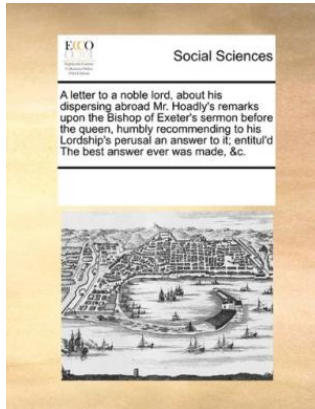 ECCO
Social Sciences
A letter to a noble lord, about his
dispersing abroad Mr. Hoadly's remarks
upon the Bishop of Exeter's sermon before
the queen, humbly recommending to his
Lordship's perusal an answer to it; entitul'd
The best answer ever was made, &c.